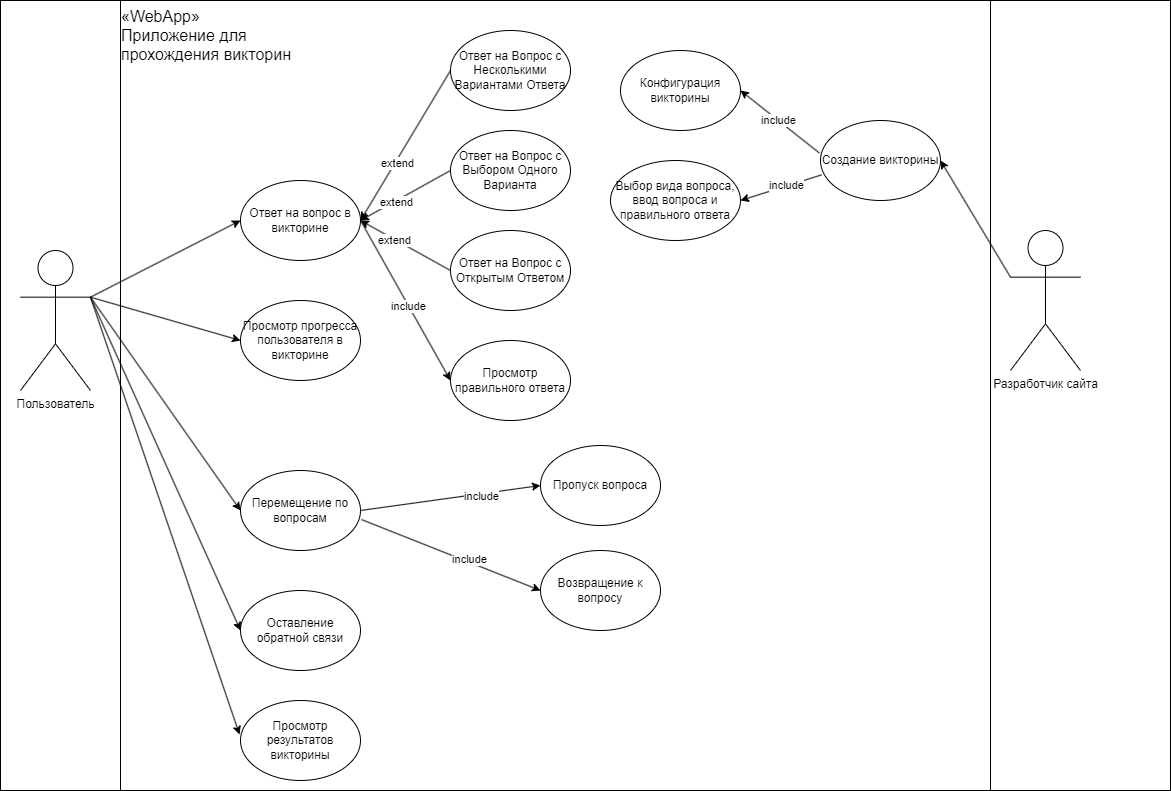 «WebApp»
Приложение для
прохождения викторин
Ответ на Вопрос с
Несколькими
Вариантами Ответа
Конфигурация
викторины
include
Создание викторины
extend
Ответ на Вопрос с
Выбором Одного
Варианта
include
Выбор вида вопроса,
ввод вопроса и
правильного ответа
extend
Ответ на вопрос в
викторине
extend
Ответ на Вопрос с
Открытым Ответом
include
Просмотр прогресса
пользователя в
викторине
Просмотр
правильного ответа
Пользователь
Разработчик сайта
Перемещение по
вопросам
include
Пропуск вопроса
include
Возвращение к
вопросу
Оставление
обратной связи
Просмотр
результатов
викторины